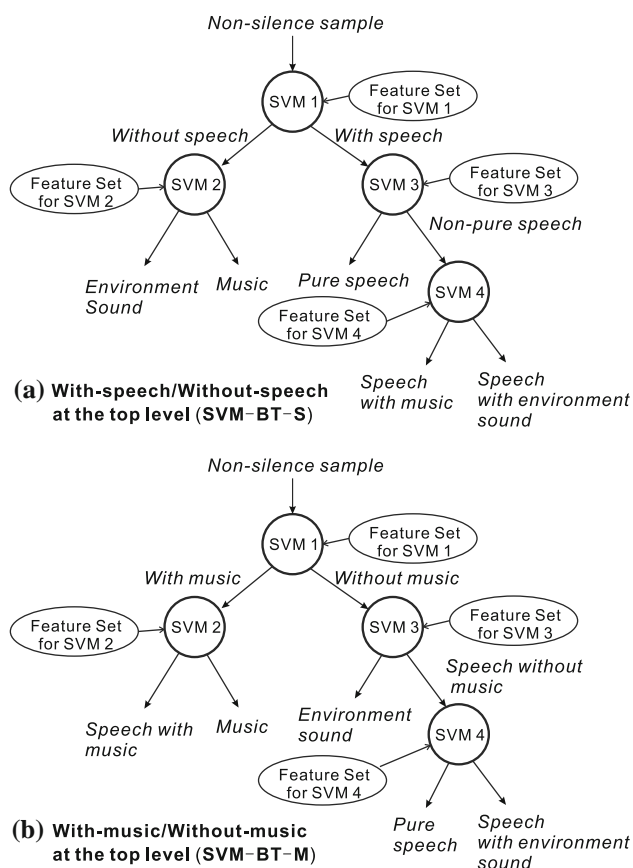 Non-silence sample
SVM 1
Feature Set
for SVM 1
Without speech
With speech
Feature Set
for SVM 2
SVM 2
SVM 3
Feature Set
for SVM 3
Non-pure speech
Environment
Sound
Music
Pure speech
SVM 4
Feature Set
for SVM 4
Speech
with music
Speech
with environment
sound
(a) With-speech/Without-speech
at the top level (SVM-BT-S)
Non-silence sample
SVM 1
Feature Set
for SVM 1
With music
Without music
Feature Set
for SVM 2
SVM 2
SVM 3
Feature Set
for SVM 3
Speech without
music
Speech with
music
Music
Environment
sound
SVM 4
Feature Set
for SVM 4
Pure
speech
Speech
with environment
sound
(b) With-music/Without-music
at the top level (SVM-BT-M)